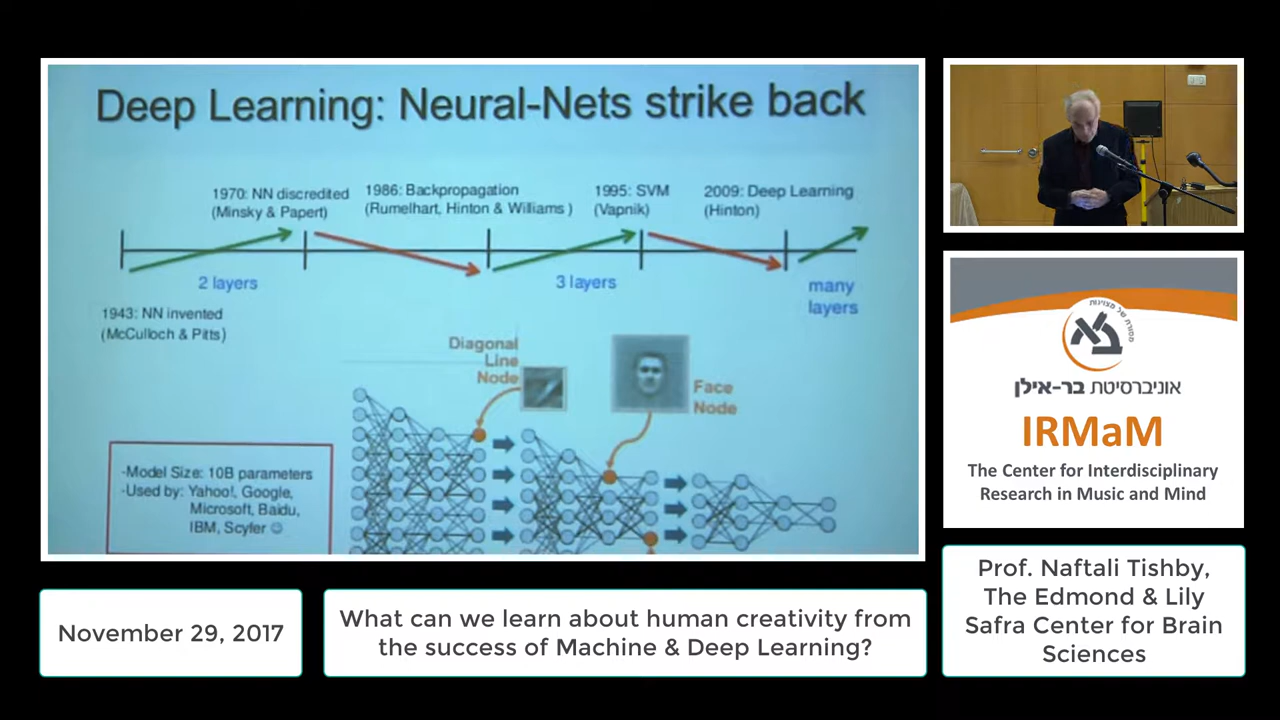 Deep Learning: Neural-Nets strike back
1970: NN discredited
(Minsky & Papert)
1986: Backpropagation
(Rumelhart, Hinton & Williams )
1995: SVM
(Vapnik)
2009: Deep Learning
(Hinton)
2 layers
3 layers
many
layers
1943: NN invented
(McCulloch & Pitts)
Diagonal
Line
Node
Face
Node
-Model Size: 10B parameters
-Used by: Yahoo!, Google,
Microsoft, Baidu,
IBM, Scyfer ☺
מסורת של מצוינות
בא
אוניברסיטת בר-אילן
IRMaM
The Center for Interdisciplinary
Research in Music and Mind
November 29, 2017
What can we learn about human creativity from
the success of Machine & Deep Learning?
Prof. Naftali Tishby,
The Edmond & Lily
Safra Center for Brain
Sciences